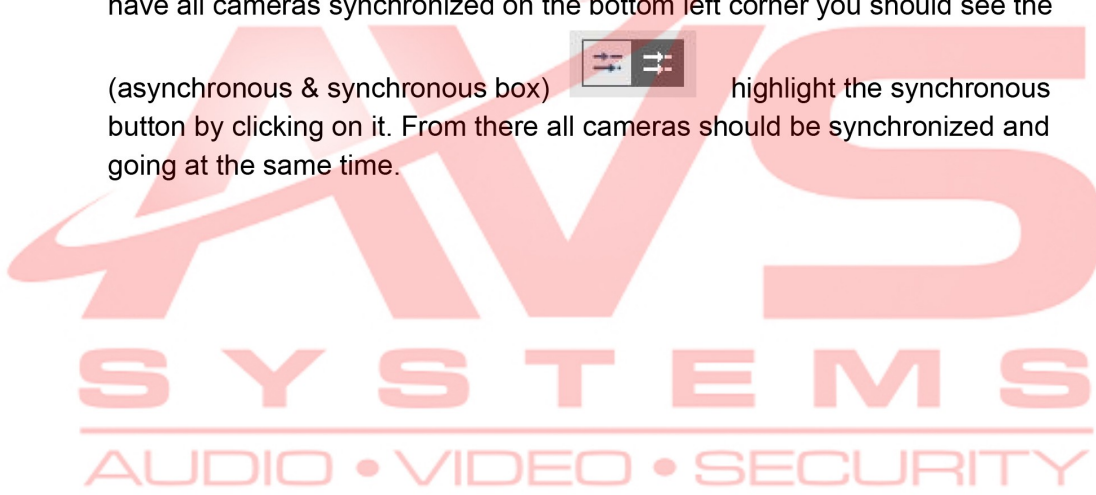 have all cameras synchronized on the bottom left corner you should see the
(asynchronous & synchronous box) highlight the synchronous
button by clicking on it. From there all cameras should be synchronized and
going at the same time.
AVS
SYSTEMS
AUDIO • VIDEO • SECURITY